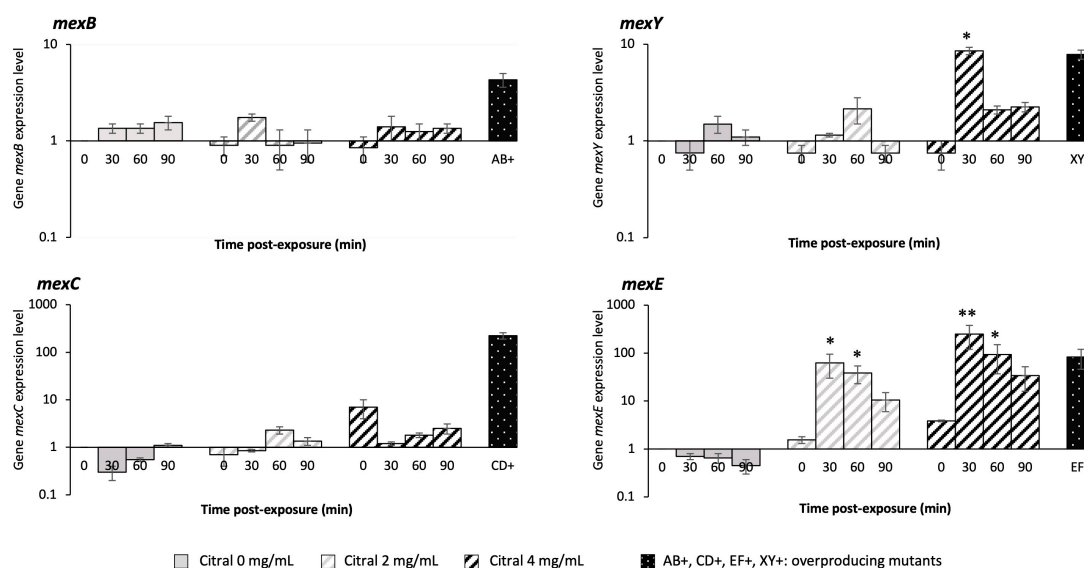 mexB
Gene mexB expression level
10
1
0.1
0 30 60 90 0 30 60 90 0 30 60 90 AB+
Time post-exposure (min)
mexY
Gene mexY expression level
10
1
0.1
*
0 30 60 90 0 30 60 90 0 30 60 90 XY
Time post-exposure (min)
mexC
Gene mexC expression level
1000
100
10
1
0.1
0 30 60 90 0 30 60 90 0 30 60 90 CD+
Time post-exposure (min)
mexE
Gene mexE expression level
1000
100
10
1
0.1
* * ** *
0 30 60 90 0 30 60 90 0 30 60 90 EF
Time post-exposure (min)
Citral 0 mg/mL Citral 2 mg/mL Citral 4 mg/mL AB+, CD+, EF+, XY+: overproducing mutants